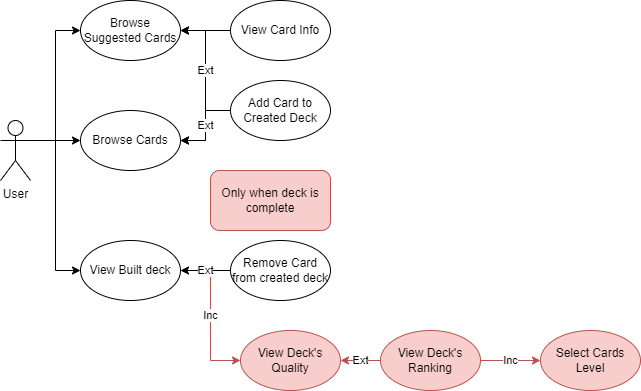 Browse
Suggested Cards
View Card Info
Ext
Add Card to
Created Deck
Ext
Browse Cards
User
Only when deck is
complete
View Built deck
Ext
Remove Card
from created deck
Inc
View Deck's
Quality
Ext
View Deck's
Ranking
Inc
Select Cards
Level